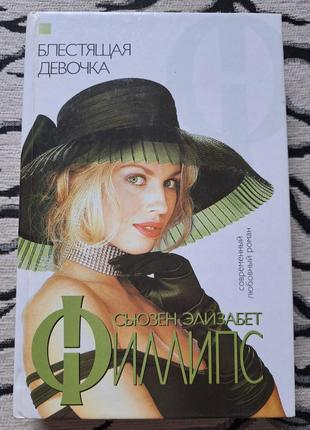 БЛЕСТЯЩАЯ
ДЕВОЧКА
современный
любовный роман
СЬЮЗЕН ЭЛИЗАБЕТ
ФИЛЛИПС